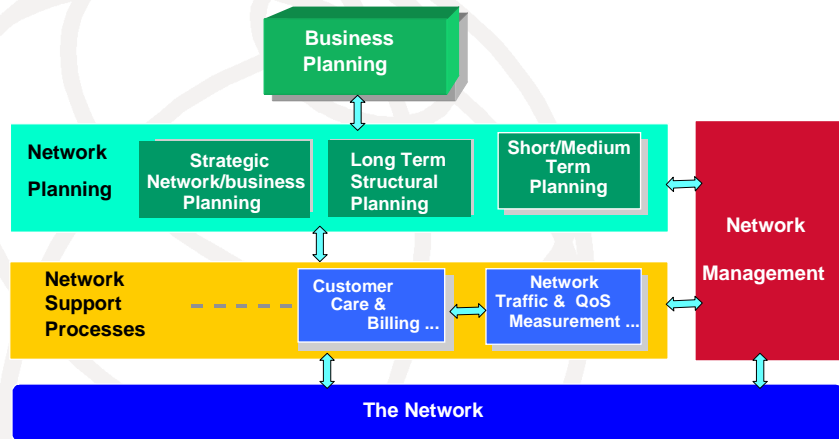 Business
Planning
Network
Planning
Strategic
Network/business
Planning
Long Term
Structural
Planning
Short/Medium
Term
Planning
Network
Management
Network
Support
Processes
Customer
Care &
Billing ...
Network
Traffic & QoS
Measurement ...
The Network